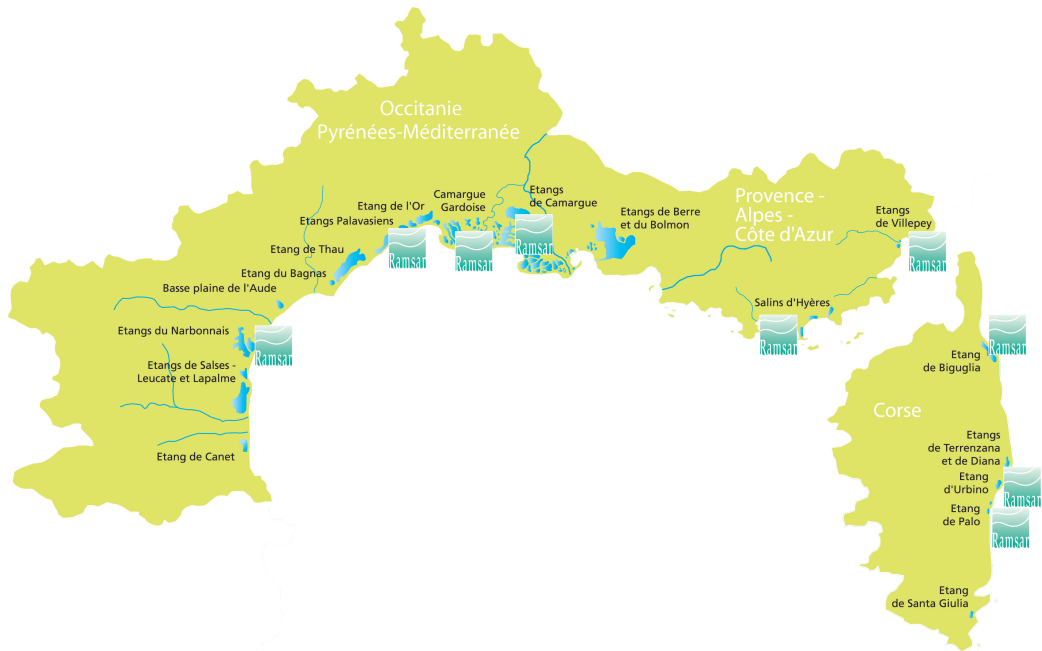 Occitanie
Pyrénées-Méditerranée
Provence -
Alpes -
Côte d'Azur
Corse
Camargue
Gardoise
Etangs
de Camargue
Etang de l'Or
Etangs Palavasiens
Etangs de Berre
et du Bolmon
Etangs
de Villepey
Etang de Thau
Etang du Bagnas
Basse plaine de l'Aude
Salins d'Hyères
Etangs du Narbonnais
Etangs de Salses -
Leucate et Lapalme
Etang de Canet
Etang
de Biguglia
Etangs
de Terrenzana
et de Diana
Etang
d'Urbino
Etang
de Palo
Etang
de Santa Giulia
Ramsar
Ramsar
Ramsar
Ramsar
Ramsar
Ramsar
Ramsar
Ramsar
Ramsar